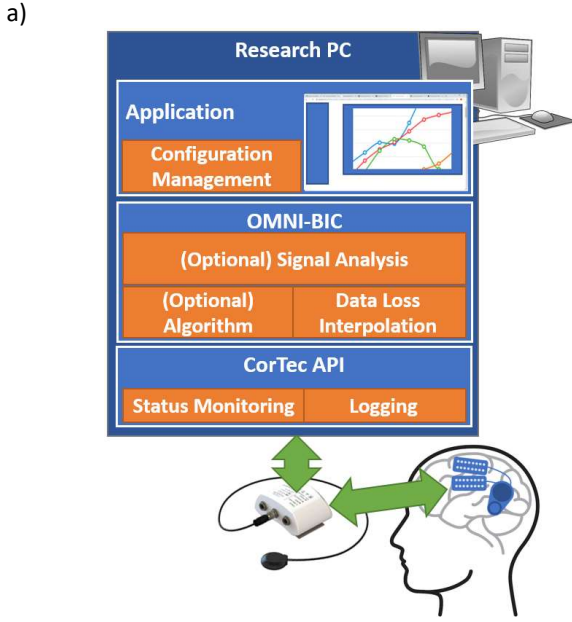 a)
Research PC
Application
Configuration
Management
OMNI-BIC
(Optional) Signal Analysis
(Optional)
Algorithm
Data Loss
Interpolation
CorTec API
Status Monitoring
Logging